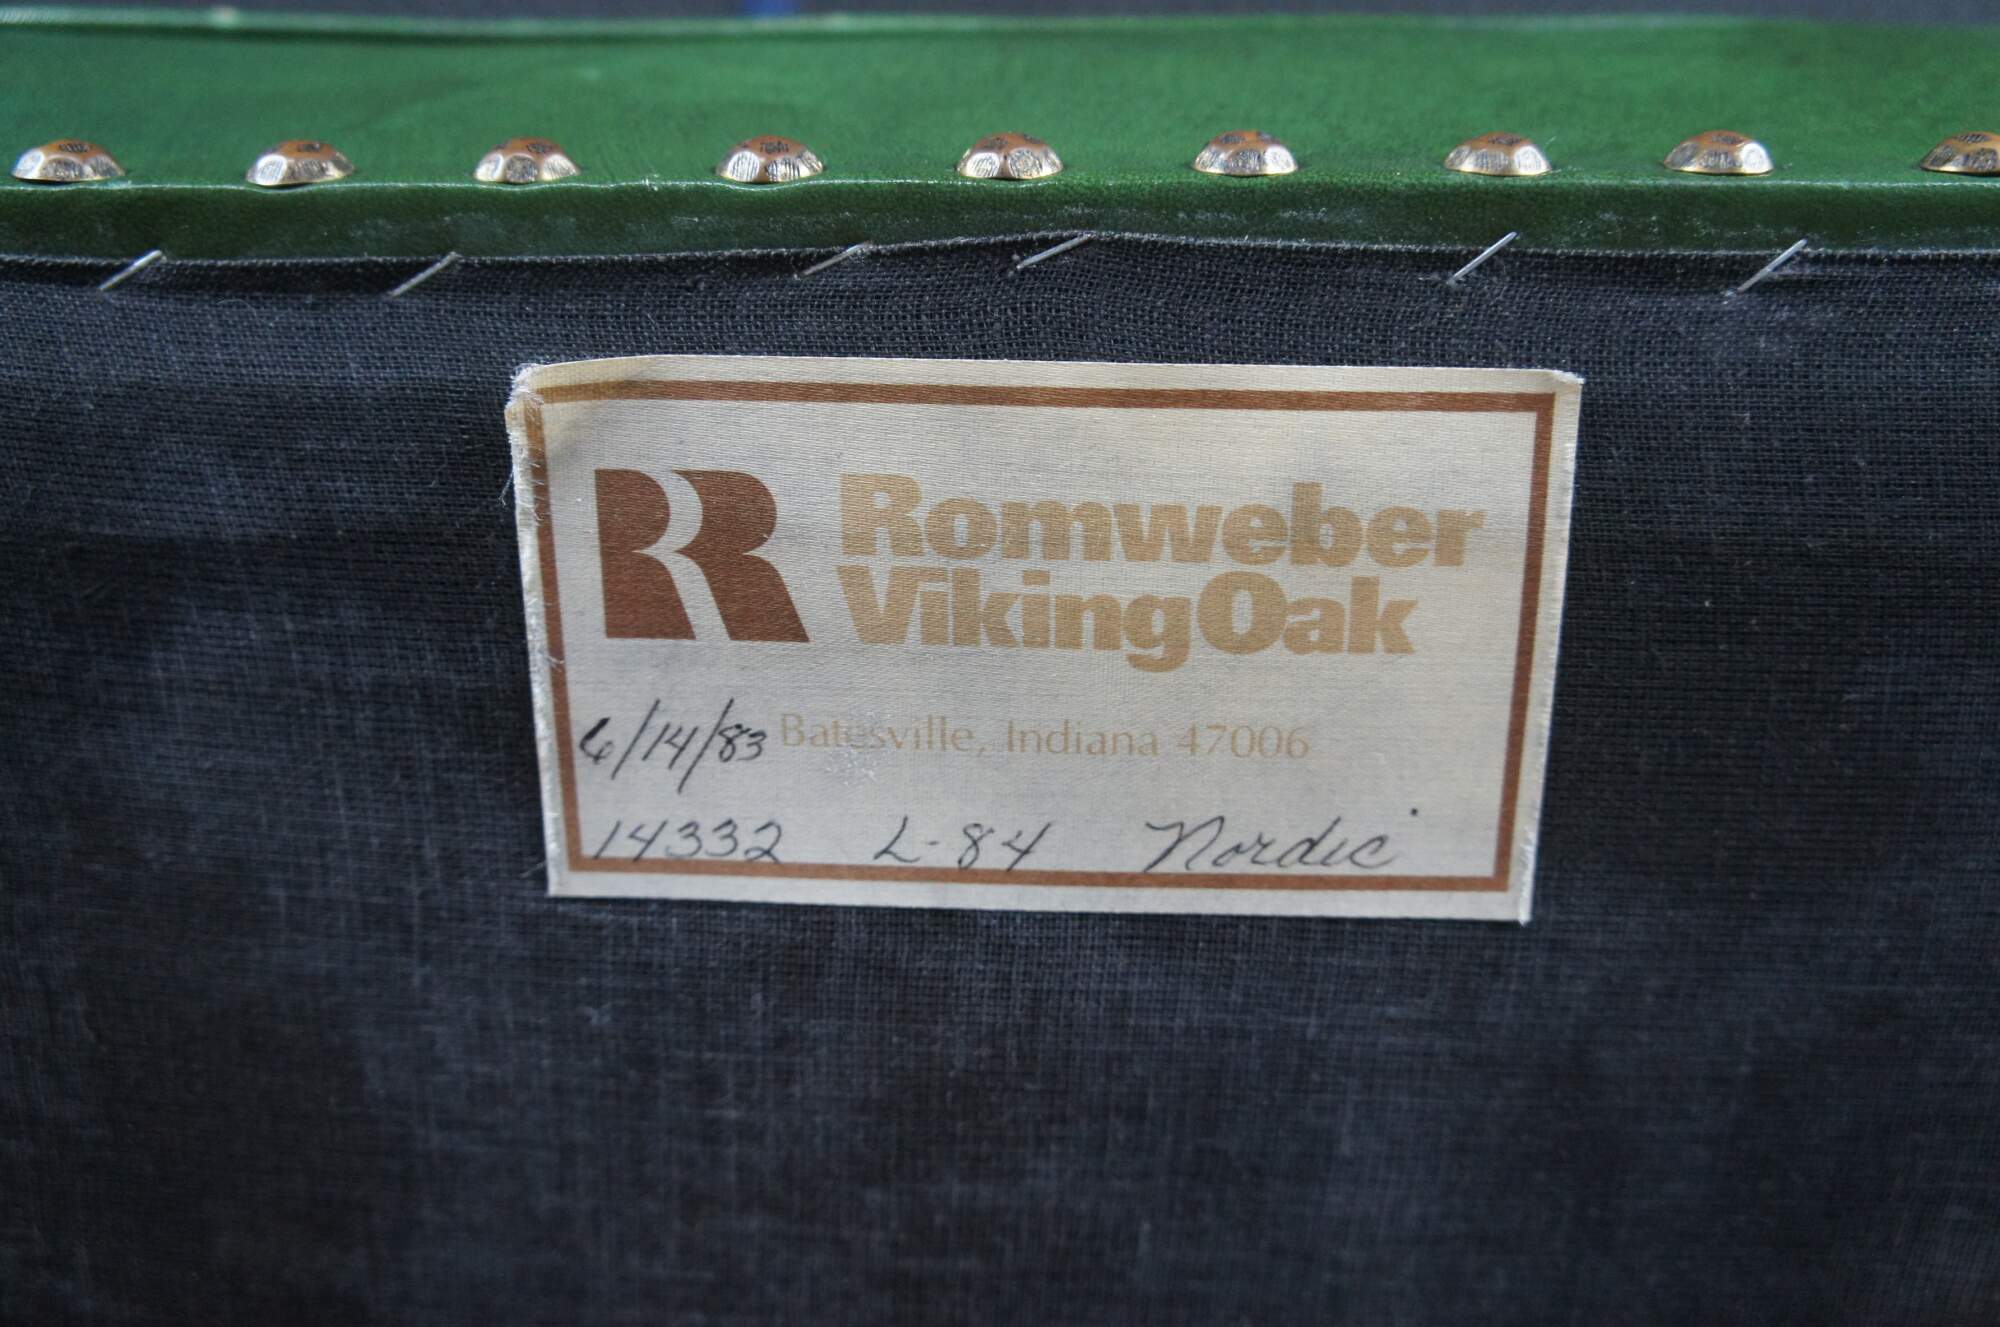 RR
Romweber
VikingOak
6/14/83 Batesville, Indiana 47006
14332 L-84 Nordic